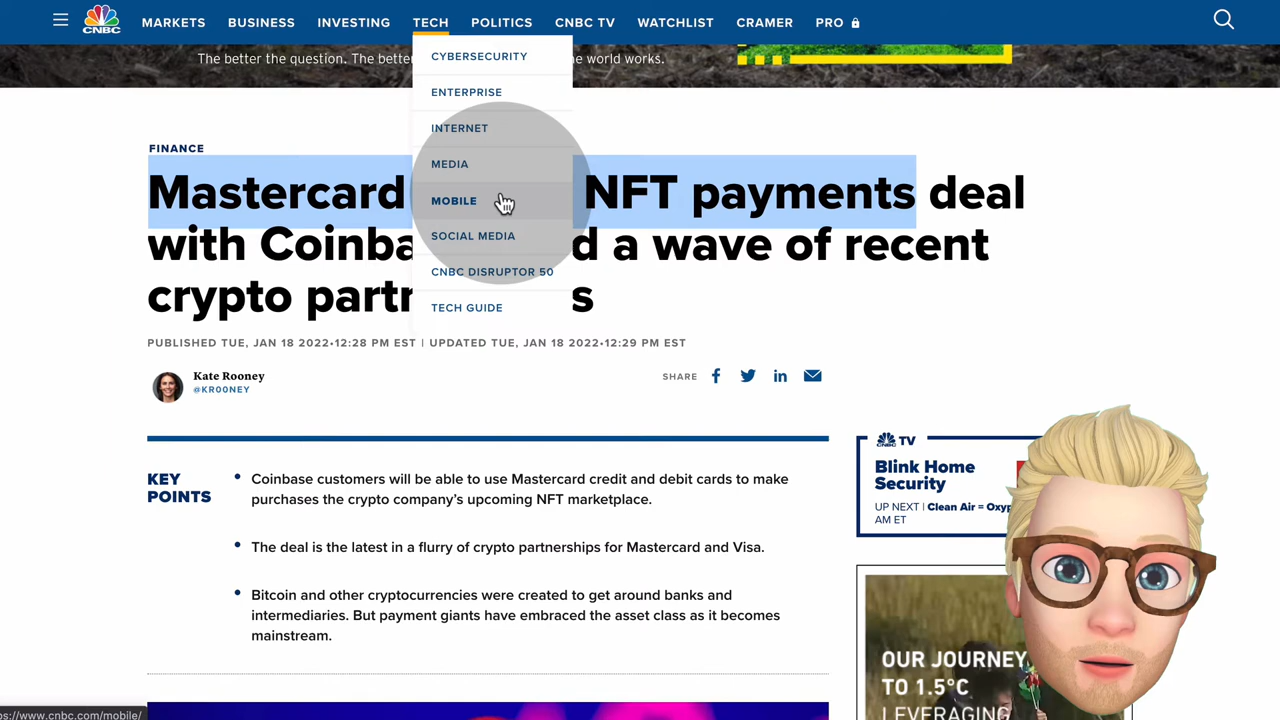 CNBC
MARKETS BUSINESS INVESTING TECH POLITICS CNBC TV WATCHLIST CRAMER PRO
The better the question. The bette he world works.
CYBERSECURITY
ENTERPRISE
INTERNET
MEDIA
MOBILE
SOCIAL MEDIA
CNBC DISRUPTOR 50
TECH GUIDE
FINANCE
Mastercard NFT payments deal
with Coinba d a wave of recent
crypto partn s
PUBLISHED TUE, JAN 18 2022•12:28 PM EST | UPDATED TUE, JAN 18 2022•12:29 PM EST
Kate Rooney
@KR00NEY
SHARE
KEY
POINTS
Coinbase customers will be able to use Mastercard credit and debit cards to make
purchases the crypto company’s upcoming NFT marketplace.
The deal is the latest in a flurry of crypto partnerships for Mastercard and Visa.
Bitcoin and other cryptocurrencies were created to get around banks and
intermediaries. But payment giants have embraced the asset class as it becomes
mainstream.
CNBC TV
Blink Home
Security
UP NEXT | Clean Air = Oxyp
AM ET
OUR JOURNEY
TO 1.5°C
LEVERAGING
ps://www.cnbc.com/mobile/